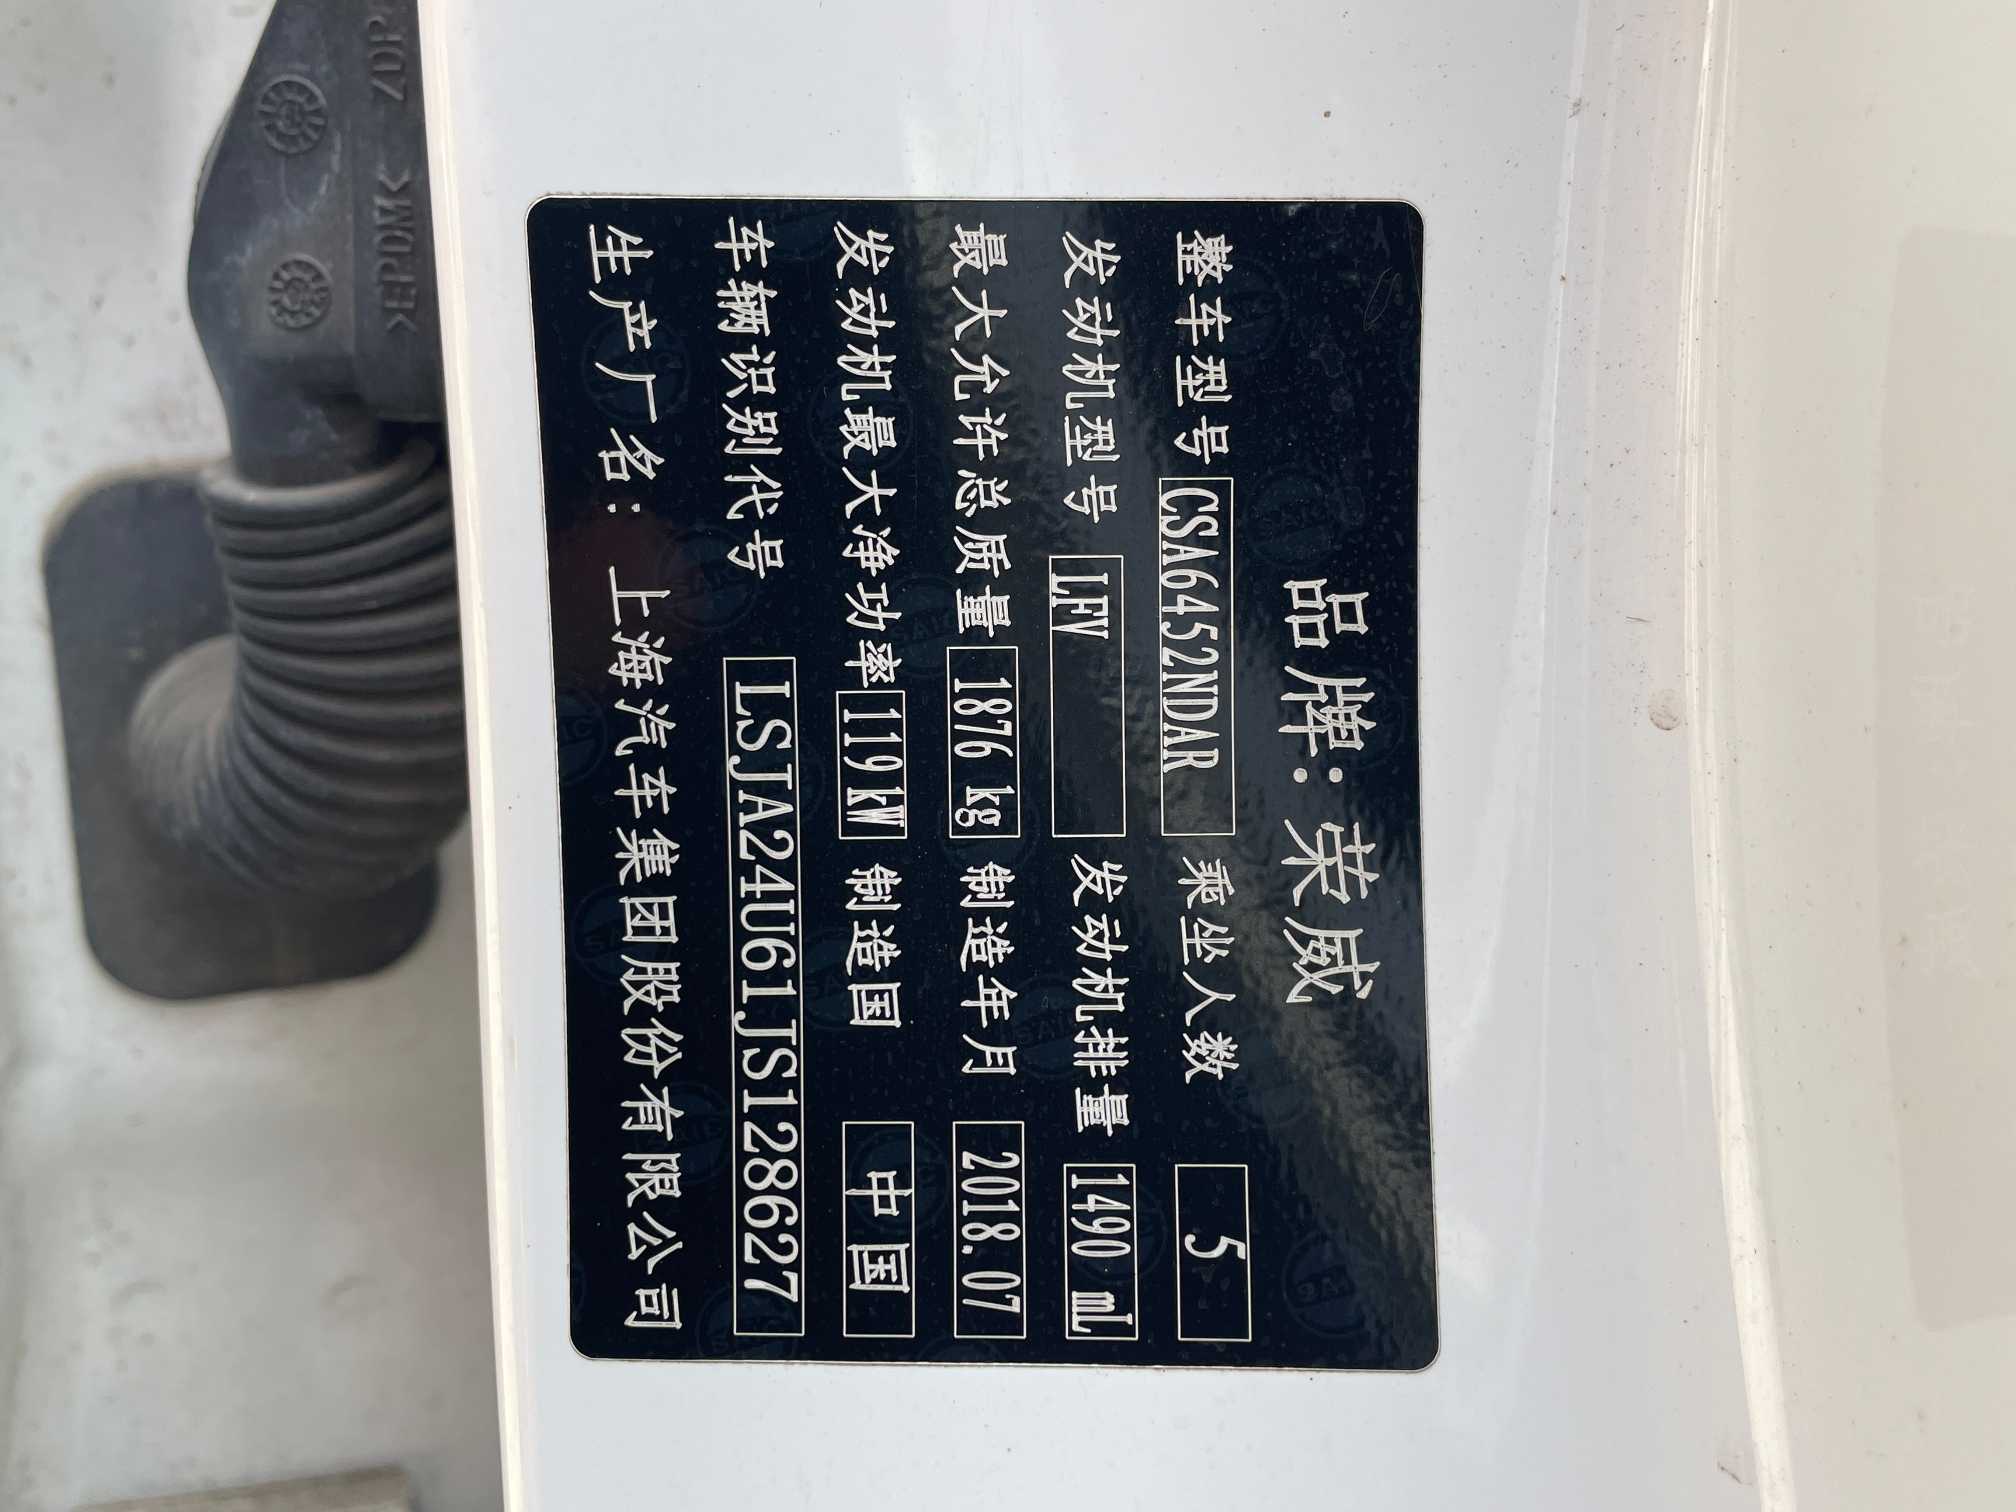 品牌：荣威
整车型号 CSA6452NDAR 乘坐人数 5
发动机型号 LFV 发动机排量 1490 mL
最大允许总质量 1876 kg 制造年月 2018.07
发动机最大净功率 119kW 制造国 中国
车辆识别代号 LSJA24U61JS128627
生产厂名：上海汽车集团股份有限公司
>EPDM<